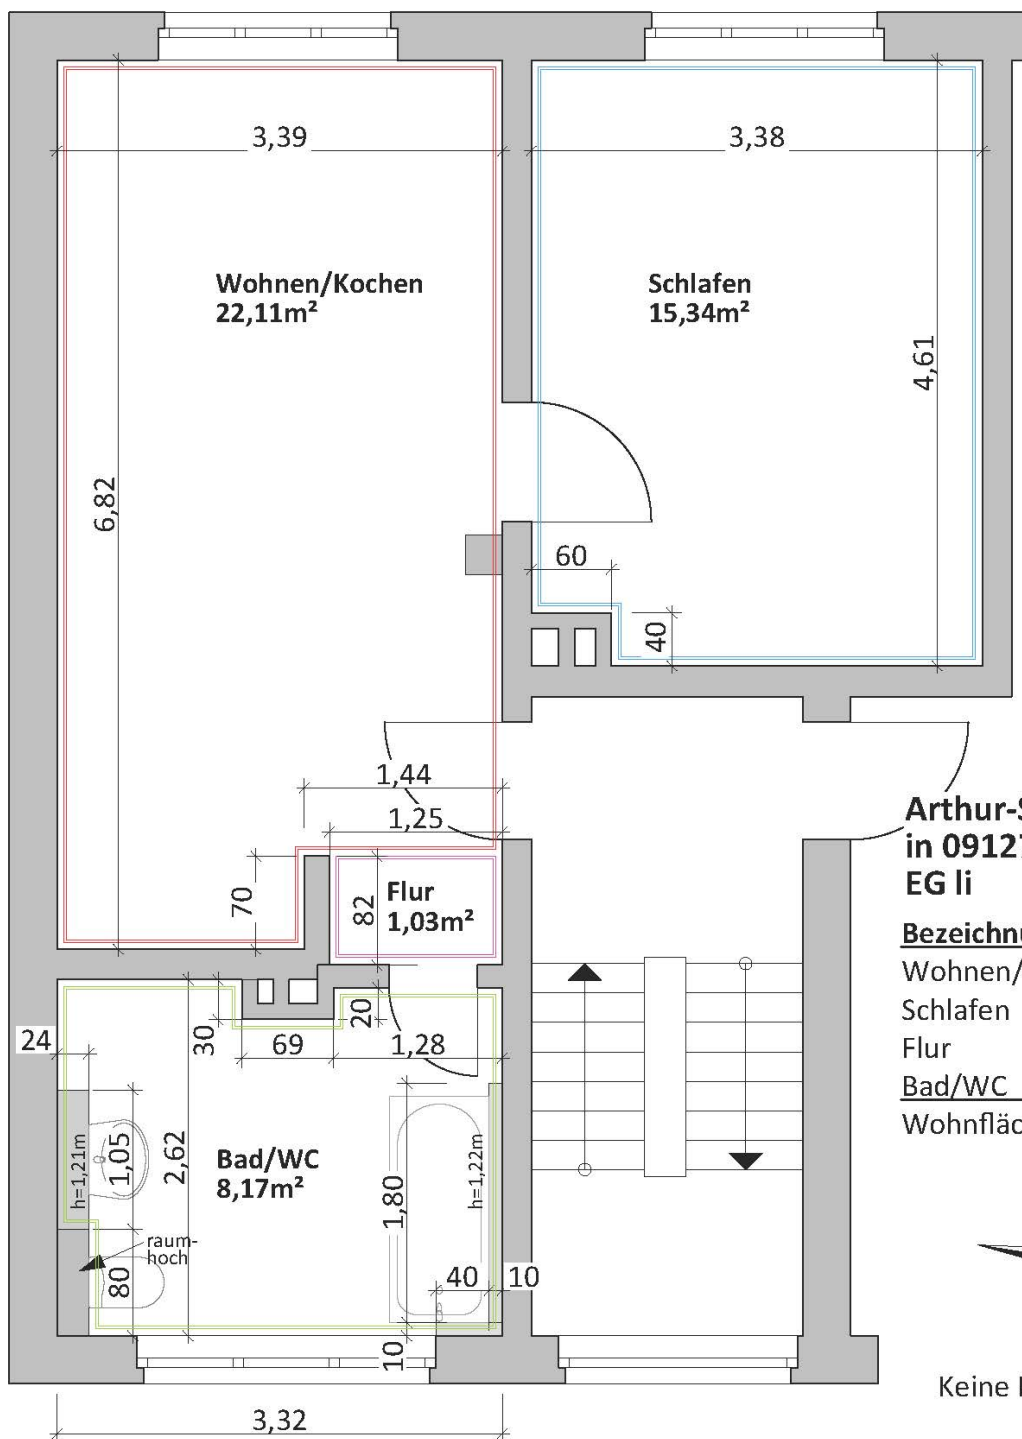 3,39
3,38
Wohnen/Kochen
22,11m²
Schlafen
15,34m²
4,61
6,82
60
40
1,44
1,25
Arthur-S
in 09127
EG li
70
82
Flur
1,03m²
Bezeichnu
Wohnen/
Schlafen
Flur
Bad/WC
Wohnfläc
24
30
69
20
1,28
h=1,21m
1,05
2,62
Bad/WC
8,17m²
1,80
h=1,22m
raum-
hoch
80
40
10
10
Keine
3,32